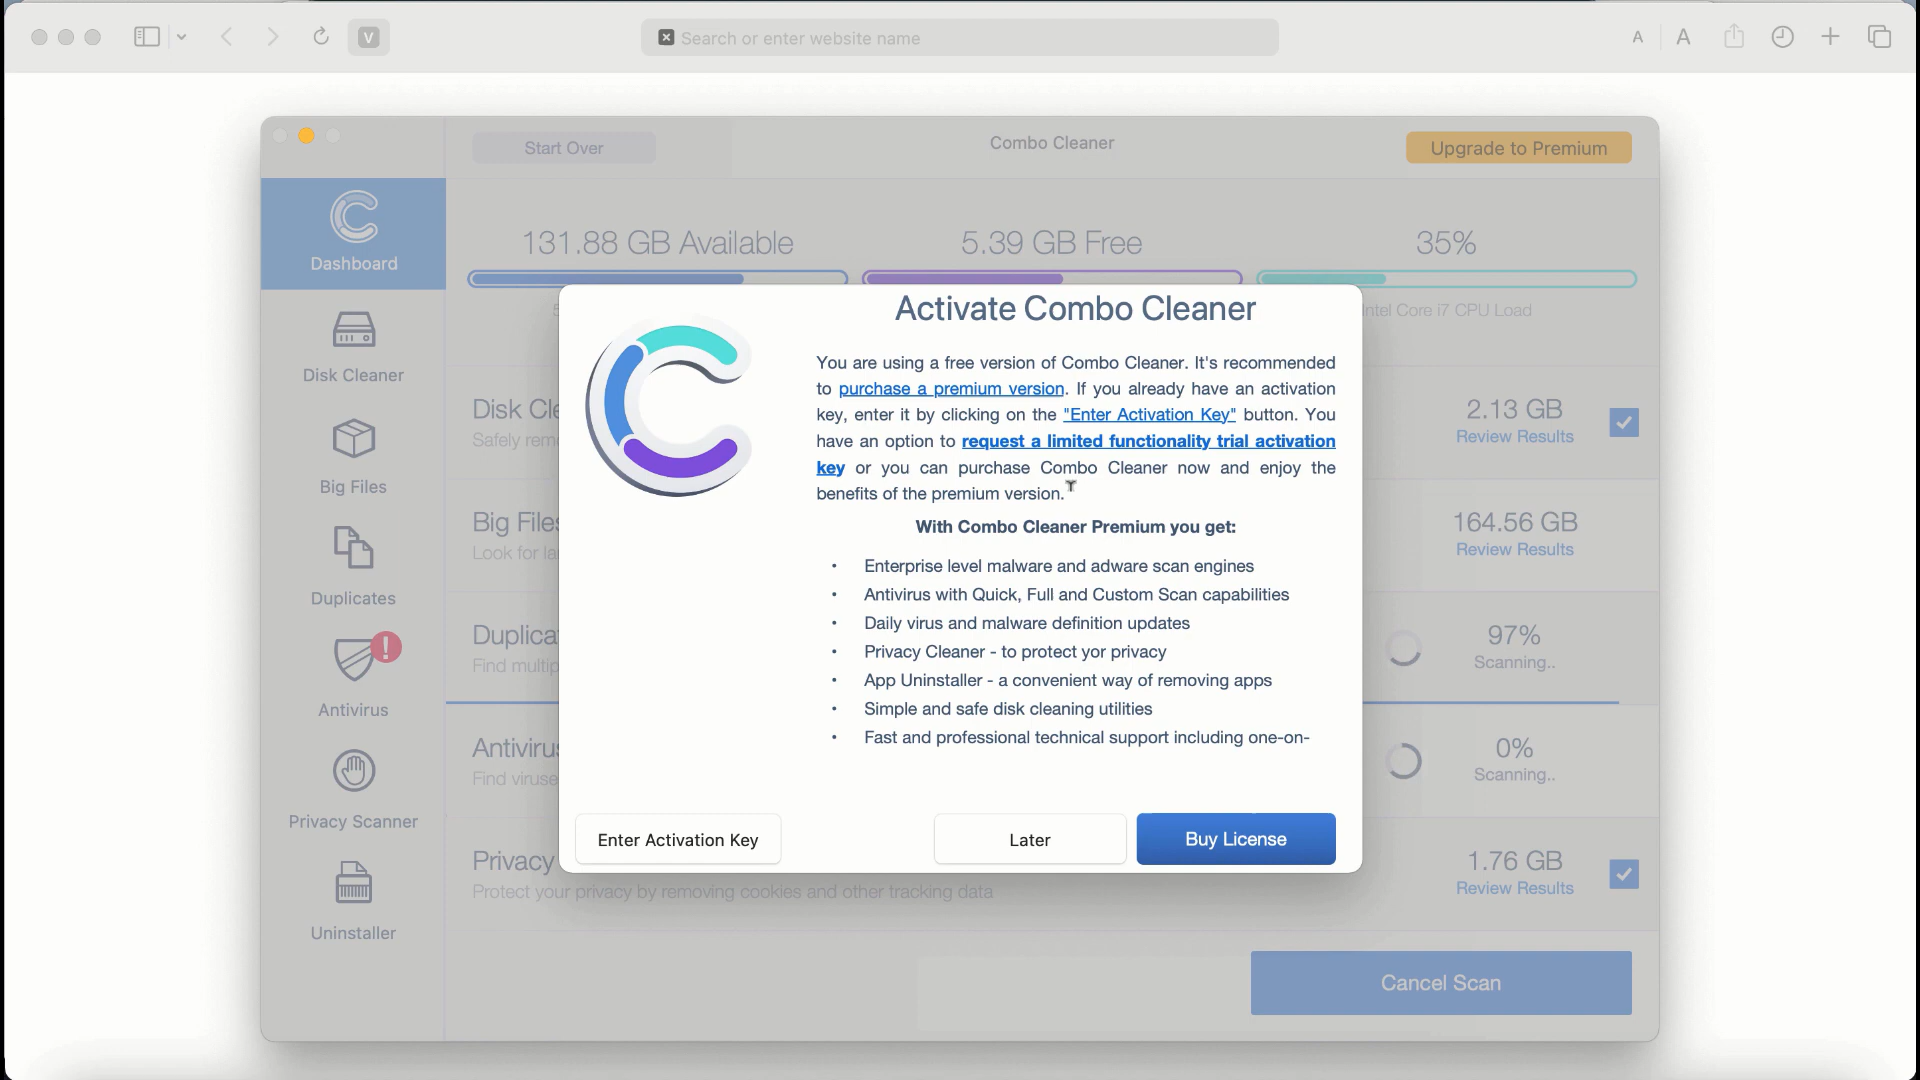 V
Search or enter website name
A A
Start Over
Combo Cleaner
Upgrade to Premium
131.88 GB Available
5.39 GB Free
35%
ntel Core i7 CPU Load
Dashboard
Disk Cleaner
Big Files
Duplicates
Antivirus
Privacy Scanner
Uninstaller
Disk Cle
Safely rem
2.13 GB
Review Results
Big Files
Look for la
164.56 GB
Review Results
Duplica
Find multip
97%
Scanning..
Antiviru
Find viruse
0%
Scanning..
Privacy
Protect your privacy by removing cookies and other tracking data
1.76 GB
Review Results
Cancel Scan
Activate Combo Cleaner
You are using a free version of Combo Cleaner. It's recommended
to purchase a premium version. If you already have an activation
key, enter it by clicking on the "Enter Activation Key" button. You
have an option to request a limited functionality trial activation
key or you can purchase Combo Cleaner now and enjoy the
benefits of the premium version.
With Combo Cleaner Premium you get:
• Enterprise level malware and adware scan engines
• Antivirus with Quick, Full and Custom Scan capabilities
• Daily virus and malware definition updates
• Privacy Cleaner - to protect yor privacy
• App Uninstaller - a convenient way of removing apps
• Simple and safe disk cleaning utilities
• Fast and professional technical support including one-on-
Enter Activation Key
Later
Buy License